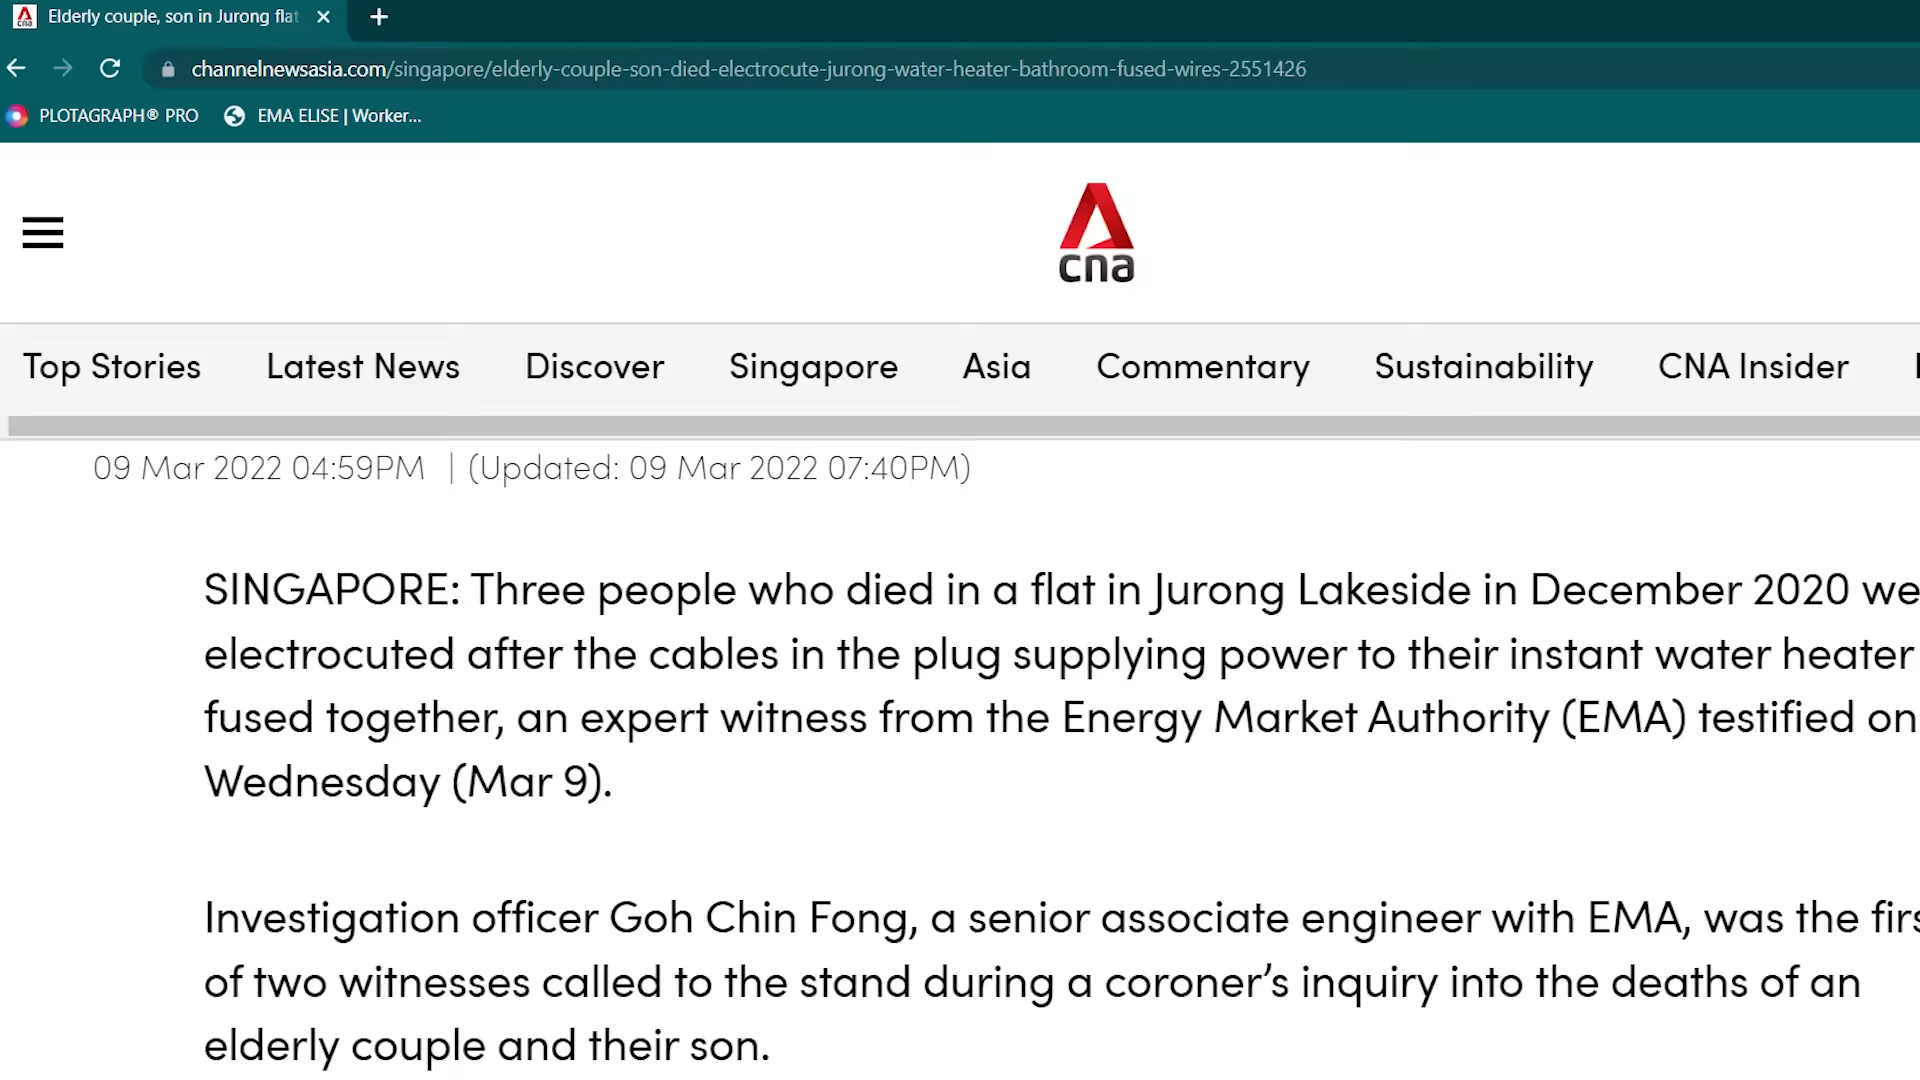 Elderly couple, son in Jurong flat
channelnewsasia.com/singapore/elderly-couple-son-died-electrocute-jurong-water-heater-bathroom-fused-wires-2551426
PLOTAGRAPH® PRO EMA ELISE | Worker...
cna
Top Stories Latest News Discover Singapore Asia Commentary Sustainability CNA Insider
09 Mar 2022 04:59PM | (Updated: 09 Mar 2022 07:40PM)
SINGAPORE: Three people who died in a flat in Jurong Lakeside in December 2020 we
electrocuted after the cables in the plug supplying power to their instant water heater
fused together, an expert witness from the Energy Market Authority (EMA) testified on
Wednesday (Mar 9).
Investigation officer Goh Chin Fong, a senior associate engineer with EMA, was the firs
of two witnesses called to the stand during a coroner’s inquiry into the deaths of an
elderly couple and their son.